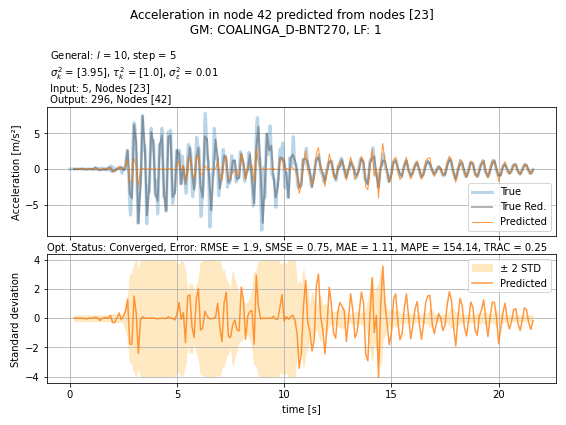 Acceleration in node 42 predicted from nodes [23]
GM: COALINGA_D-BNT270, LF: 1
General: l = 10, step = 5
σ²ₖ = [3.95], τ²ₖ = [1.0], σ²ε = 0.01
Input: 5, Nodes [23]
Output: 296, Nodes [42]
Acceleration [m/s²]
5
0
−5
True
True Red.
Predicted
Opt. Status: Converged, Error: RMSE = 1.9, SMSE = 0.75, MAE = 1.11, MAPE = 154.14, TRAC = 0.25
Standard deviation
4
2
0
−2
−4
± 2 STD
Predicted
0 5 10 15 20
time [s]